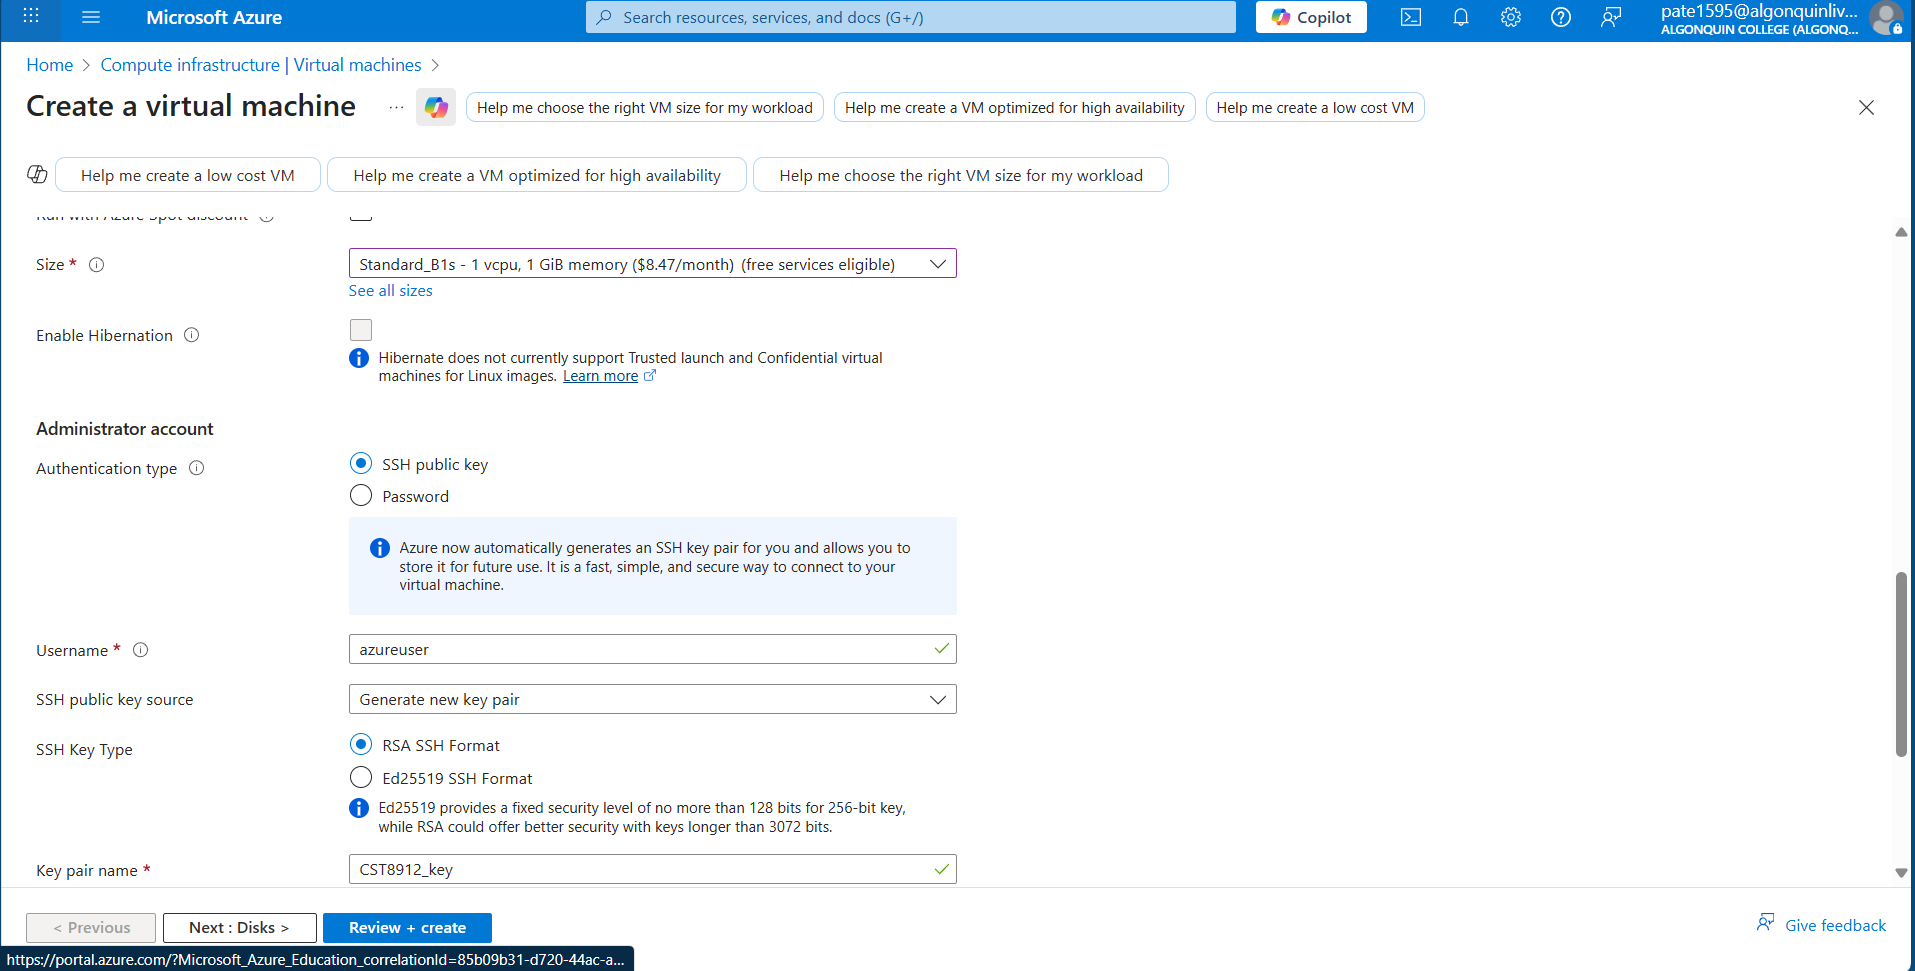 Microsoft Azure
Search resources, services, and docs (G+/)
Copilot
pate1595@algonquinliv...
ALGONQUIN COLLEGE (ALGONQ...
Home > Compute infrastructure | Virtual machines >
Create a virtual machine ...
Help me choose the right VM size for my workload
Help me create a VM optimized for high availability
Help me create a low cost VM
Help me create a low cost VM
Help me create a VM optimized for high availability
Help me choose the right VM size for my workload
Run with Azure Spot discount
Size *
Standard_B1s - 1 vcpu, 1 GiB memory ($8.47/month) (free services eligible)
See all sizes
Enable Hibernation
Hibernate does not currently support Trusted launch and Confidential virtual
machines for Linux images. Learn more
Administrator account
Authentication type
SSH public key
Password
Azure now automatically generates an SSH key pair for you and allows you to
store it for future use. It is a fast, simple, and secure way to connect to your
virtual machine.
Username *
azureuser
SSH public key source
Generate new key pair
SSH Key Type
RSA SSH Format
Ed25519 SSH Format
Ed25519 provides a fixed security level of no more than 128 bits for 256-bit key,
while RSA could offer better security with keys longer than 3072 bits.
Key pair name *
CST8912_key
< Previous
Next : Disks >
Review + create
Give feedback
https://portal.azure.com/?Microsoft_Azure_Education_correlationId=85b09b31-d720-44ac-a...